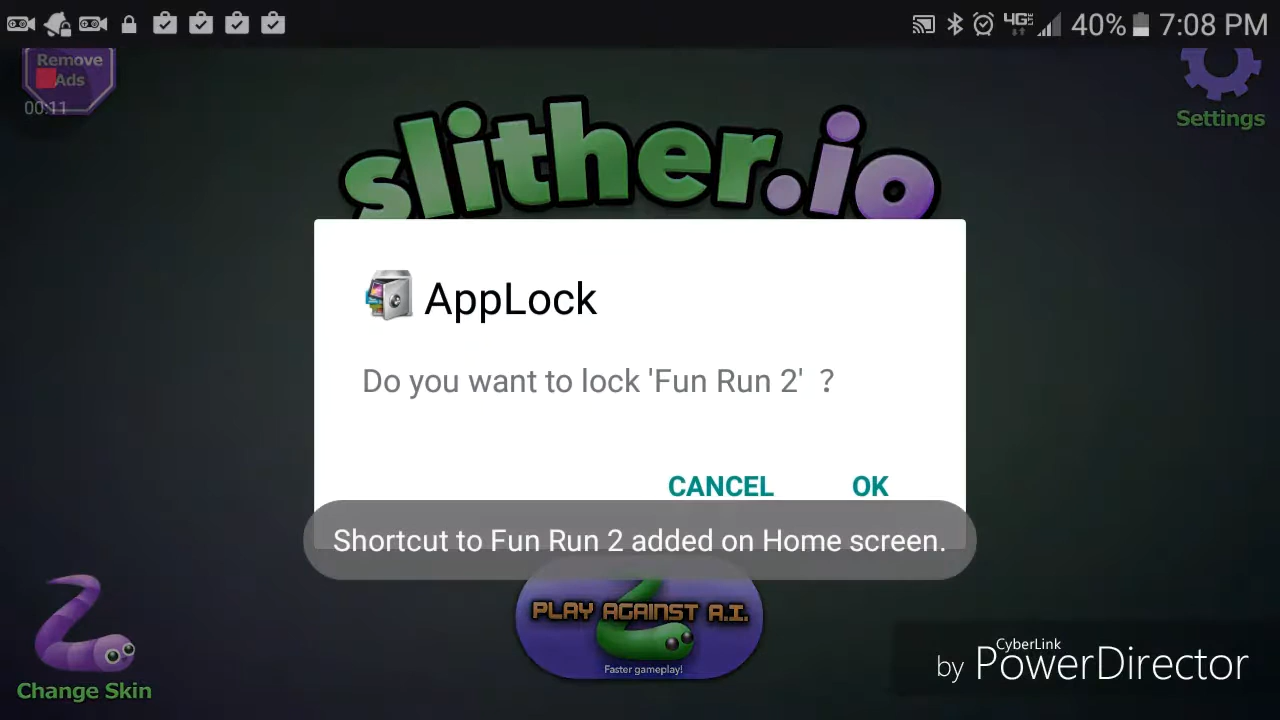 40% 7:08 PM
4G
Remove
Ads
00:11
Settings
slither.io
AppLock
Do you want to lock 'Fun Run 2' ?
CANCEL OK
Shortcut to Fun Run 2 added on Home screen.
PLAY AGAINST A.I.
Faster gameplay!
Change Skin
by CyberLink
PowerDirector